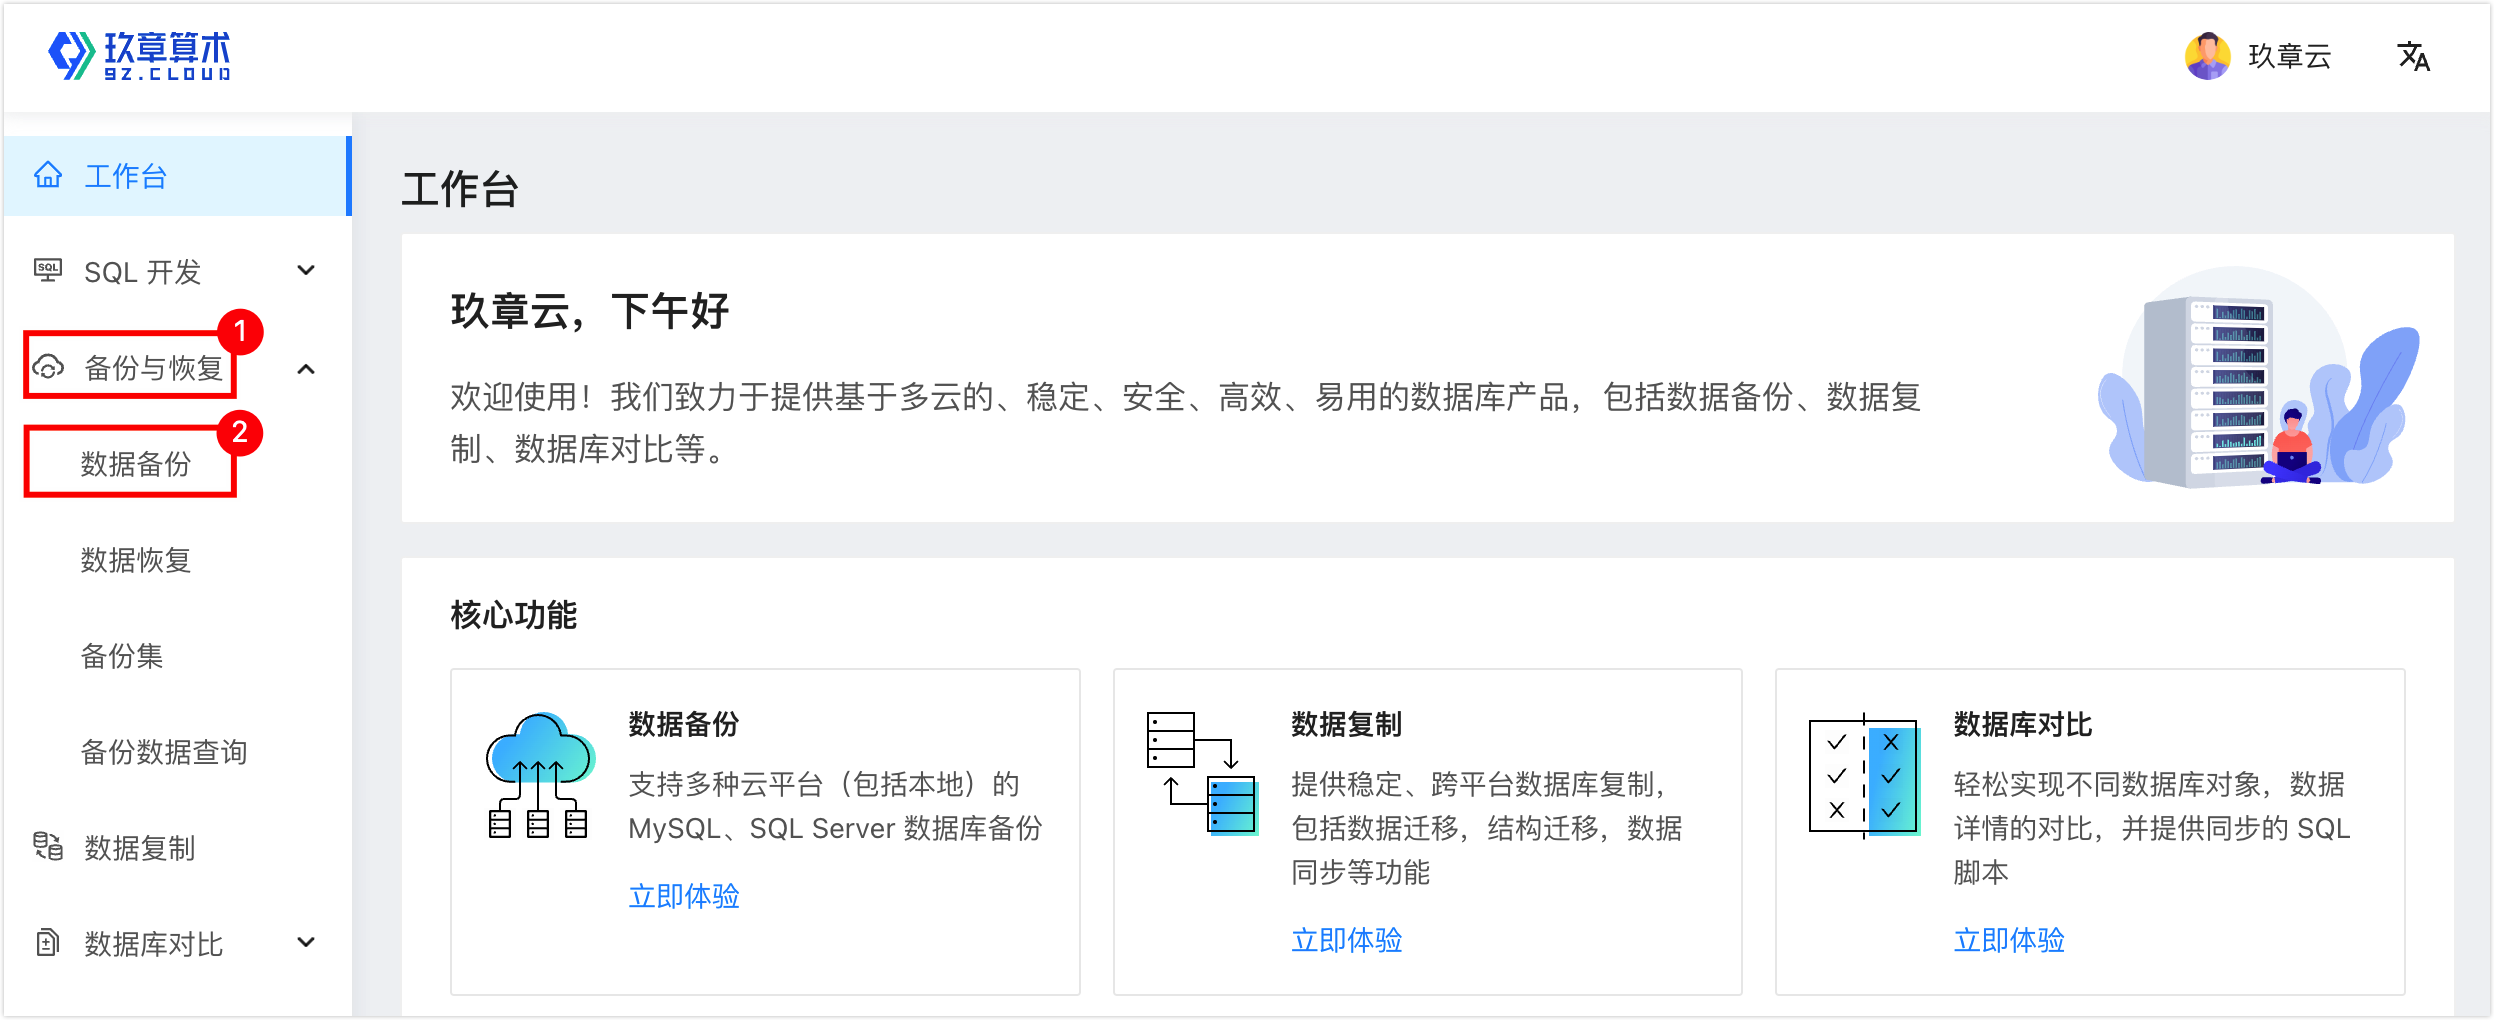 玖章算术
9Z.CLOUD
玖章云
工作台
SQL 开发
1
备份与恢复
2
数据备份
数据恢复
备份集
备份数据查询
数据复制
数据库对比
工作台
玖章云，下午好
欢迎使用！我们致力于提供基于多云的、稳定、安全、高效、易用的数据库产品，包括数据备份、数据复
制、数据库对比等。
核心功能
数据备份
支持多种云平台（包括本地）的
MySQL、SQL Server 数据库备份
立即体验
数据复制
提供稳定、跨平台数据库复制，
包括数据迁移，结构迁移，数据
同步等功能
立即体验
数据库对比
轻松实现不同数据库对象，数据
详情的对比，并提供同步的 SQL
脚本
立即体验